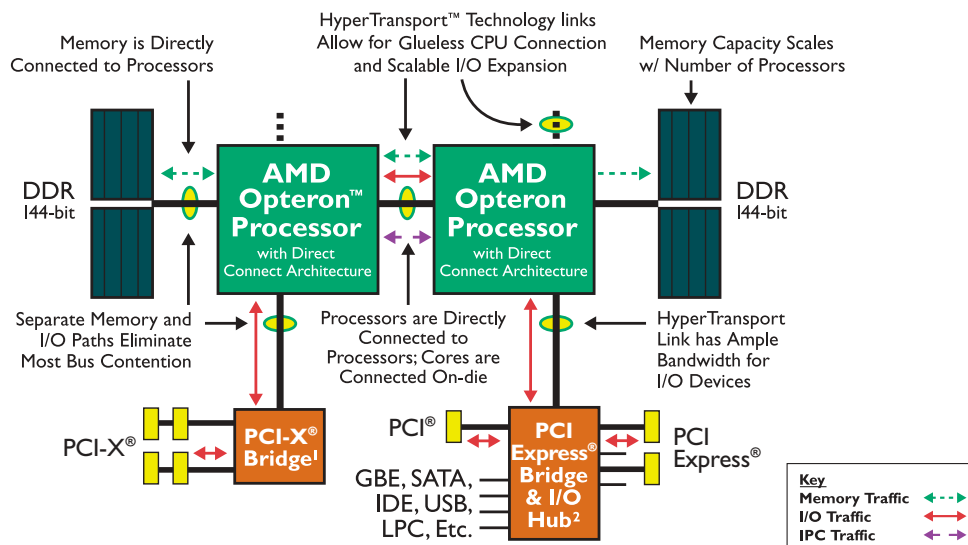 Memory is Directly
Connected to Processors
HyperTransport™ Technology links
Allow for Glueless CPU Connection
and Scalable I/O Expansion
Memory Capacity Scales
w/ Number of Processors
DDR
144-bit
AMD
Opteron™
Processor
with Direct
Connect Architecture
AMD
Opteron
Processor
with Direct
Connect Architecture
DDR
144-bit
Separate Memory and
I/O Paths Eliminate
Most Bus Contention
Processors are Directly
Connected to
Processors; Cores are
Connected On-die
HyperTransport
Link has Ample
Bandwidth for
I/O Devices
PCI-X®
PCI-X®
Bridge¹
PCI®
PCI
Express®
Bridge
& I/O
Hub²
PCI
Express®
GBE, SATA,
IDE, USB,
LPC, Etc.
Key
Memory Traffic
I/O Traffic
IPC Traffic